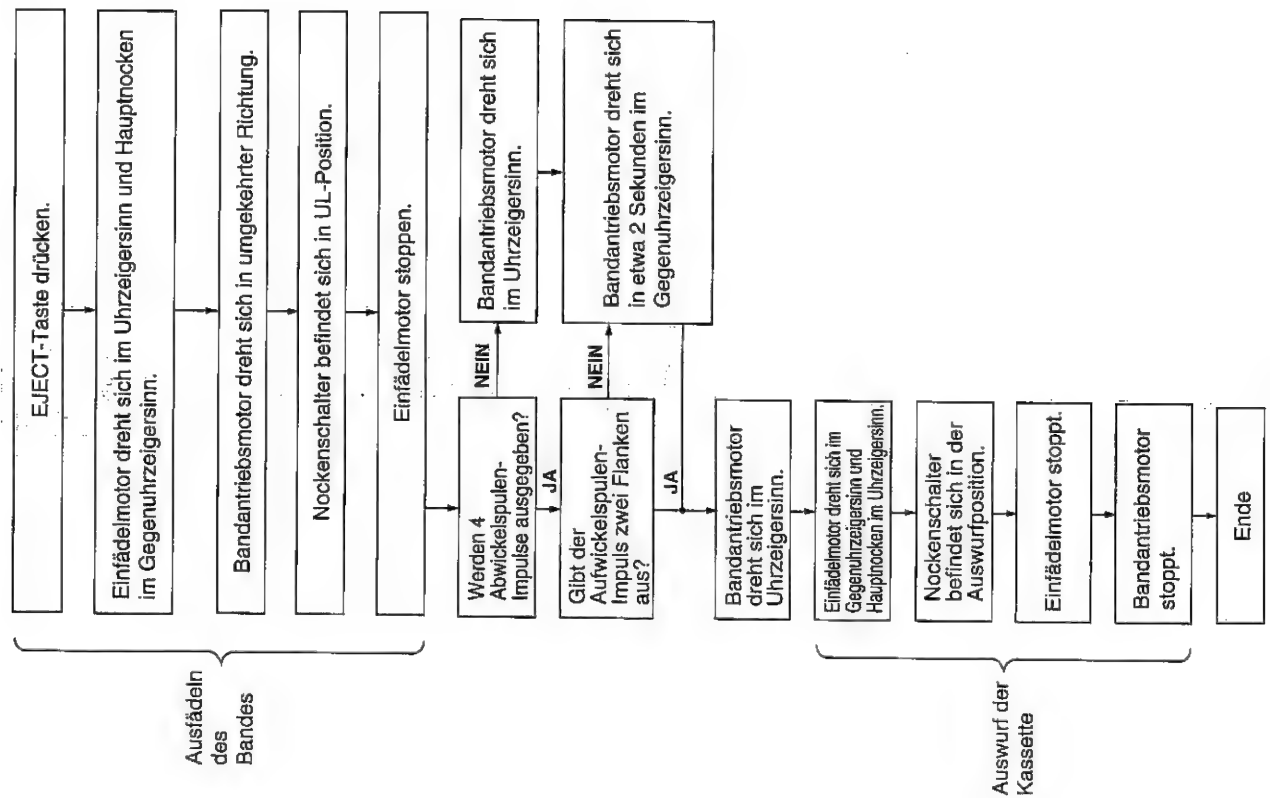 EJECT-Taste drücken.
Einfädelmotor dreht sich im Uhrzeigersinn und Hauptnocken
im Gegenuhrzeigersinn.
Bandantriebsmotor dreht sich in umgekehrter Richtung.
Nockenschalter befindet sich in UL-Position.
Einfädelmotor stoppen.
Ausfädeln
des
Bandes
Werden 4
Abwickelspulen-
Impulse ausgegeben?
NEIN
Bandantriebsmotor dreht sich
im Uhrzeigersinn.
JA
Gibt der
Aufwickelspulen-
Impuls zwei Flanken
aus?
NEIN
Bandantriebsmotor dreht sich
in etwa 2 Sekunden im
Gegenuhrzeigersinn.
JA
Bandantriebsmotor
dreht sich im
Uhrzeigersinn.
Einfädelmotor dreht sich im
Gegenuhrzeigersinn und
Hauptnocken im Uhrzeigersinn.
Nockenschalter
befindet sich in der
Auswurfposition.
Einfädelmotor stoppt.
Bandantriebsmotor
stoppt.
Auswurf der
Kassette
Ende